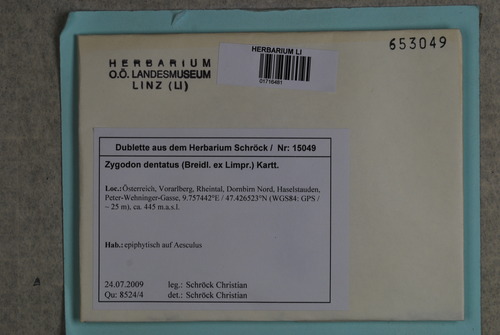 653049
HERBARIUM
O.Ö. LANDESMUSEUM
LINZ (LI)
HERBARIUM LI
01716491
Dublette aus dem Herbarium Schröck / Nr: 15049
Zygodon dentatus (Breidl. ex Limpr.) Kartt.
Loc.:Österreich, Vorarlberg, Rheintal, Dornbirn Nord, Haselstauden,
Peter-Wehninger-Gasse, 9.757442°E / 47.426523°N (WGS84: GPS /
~ 25 m), ca. 445 m.a.s.l.
Hab.:epiphytisch auf Aesculus
24.07.2009 leg.: Schröck Christian
Qu: 8524/4 det.: Schröck Christian